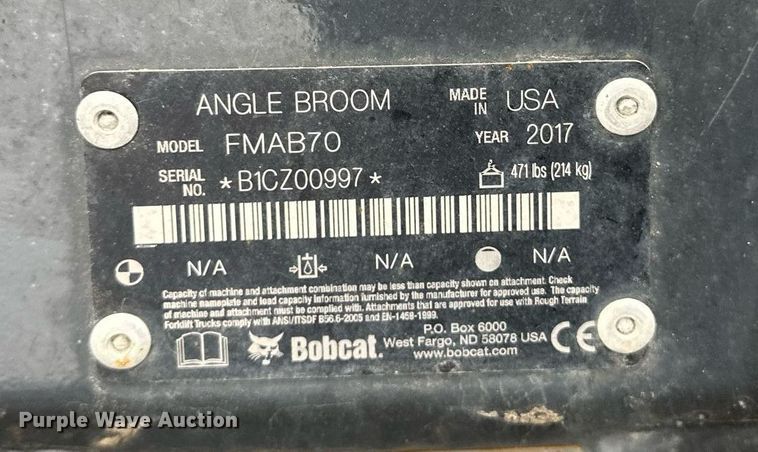 ANGLE BROOM
MADE IN USA
MODEL FMAB70
YEAR 2017
SERIAL NO. *B1CZ00997*
471 lbs (214 kg)
N/A N/A N/A
Capacity of machine and attachment combination may be less than capacity shown on attachment. Check
machine nameplate and load capacity information furnished by the manufacturer for approved use. The machine
of machine and attachment must be complied with. Attachments that are approved for use with Rough Terrain
Forklift Trucks comply with ANSI/ITSDF B56.6-2005 and EN-1459-1999.
Bobcat.
P.O. Box 6000
West Fargo, ND 58078 USA
www.bobcat.com
CE
Purple Wave Auction